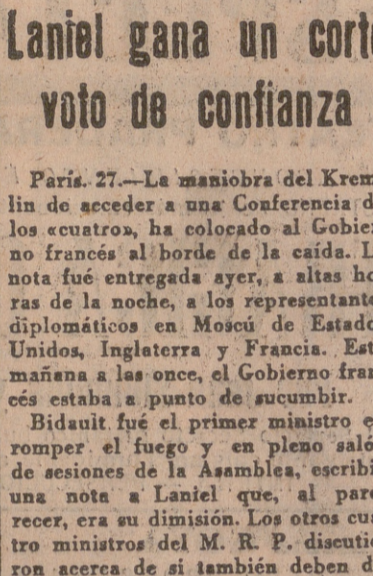 Laniel gana un corto
voto de confianza
París. 27.—La maniobra del Krem-
lin de acceder a una Conferencia d
los «cuatro», ha colocado al Gobier-
no francés al borde de la caída. L
nota fué entregada ayer, a altas ho
ras de la noche, a los representante
diplomáticos en Moscú de Estado
Unidos, Inglaterra y Francia. Est
mañana a las once, el Gobierno fran
cés estaba a punto de sucumbir.
Bidault fué el primer ministro e
romper el fuego y en pleno saló
de sesiones de la Asamblea, escribi
una nota a Laniel que, al pare
recer, era su dimisión. Los otros cua
tro ministros del M. R. P. discutie
ron acerca de si también deben d